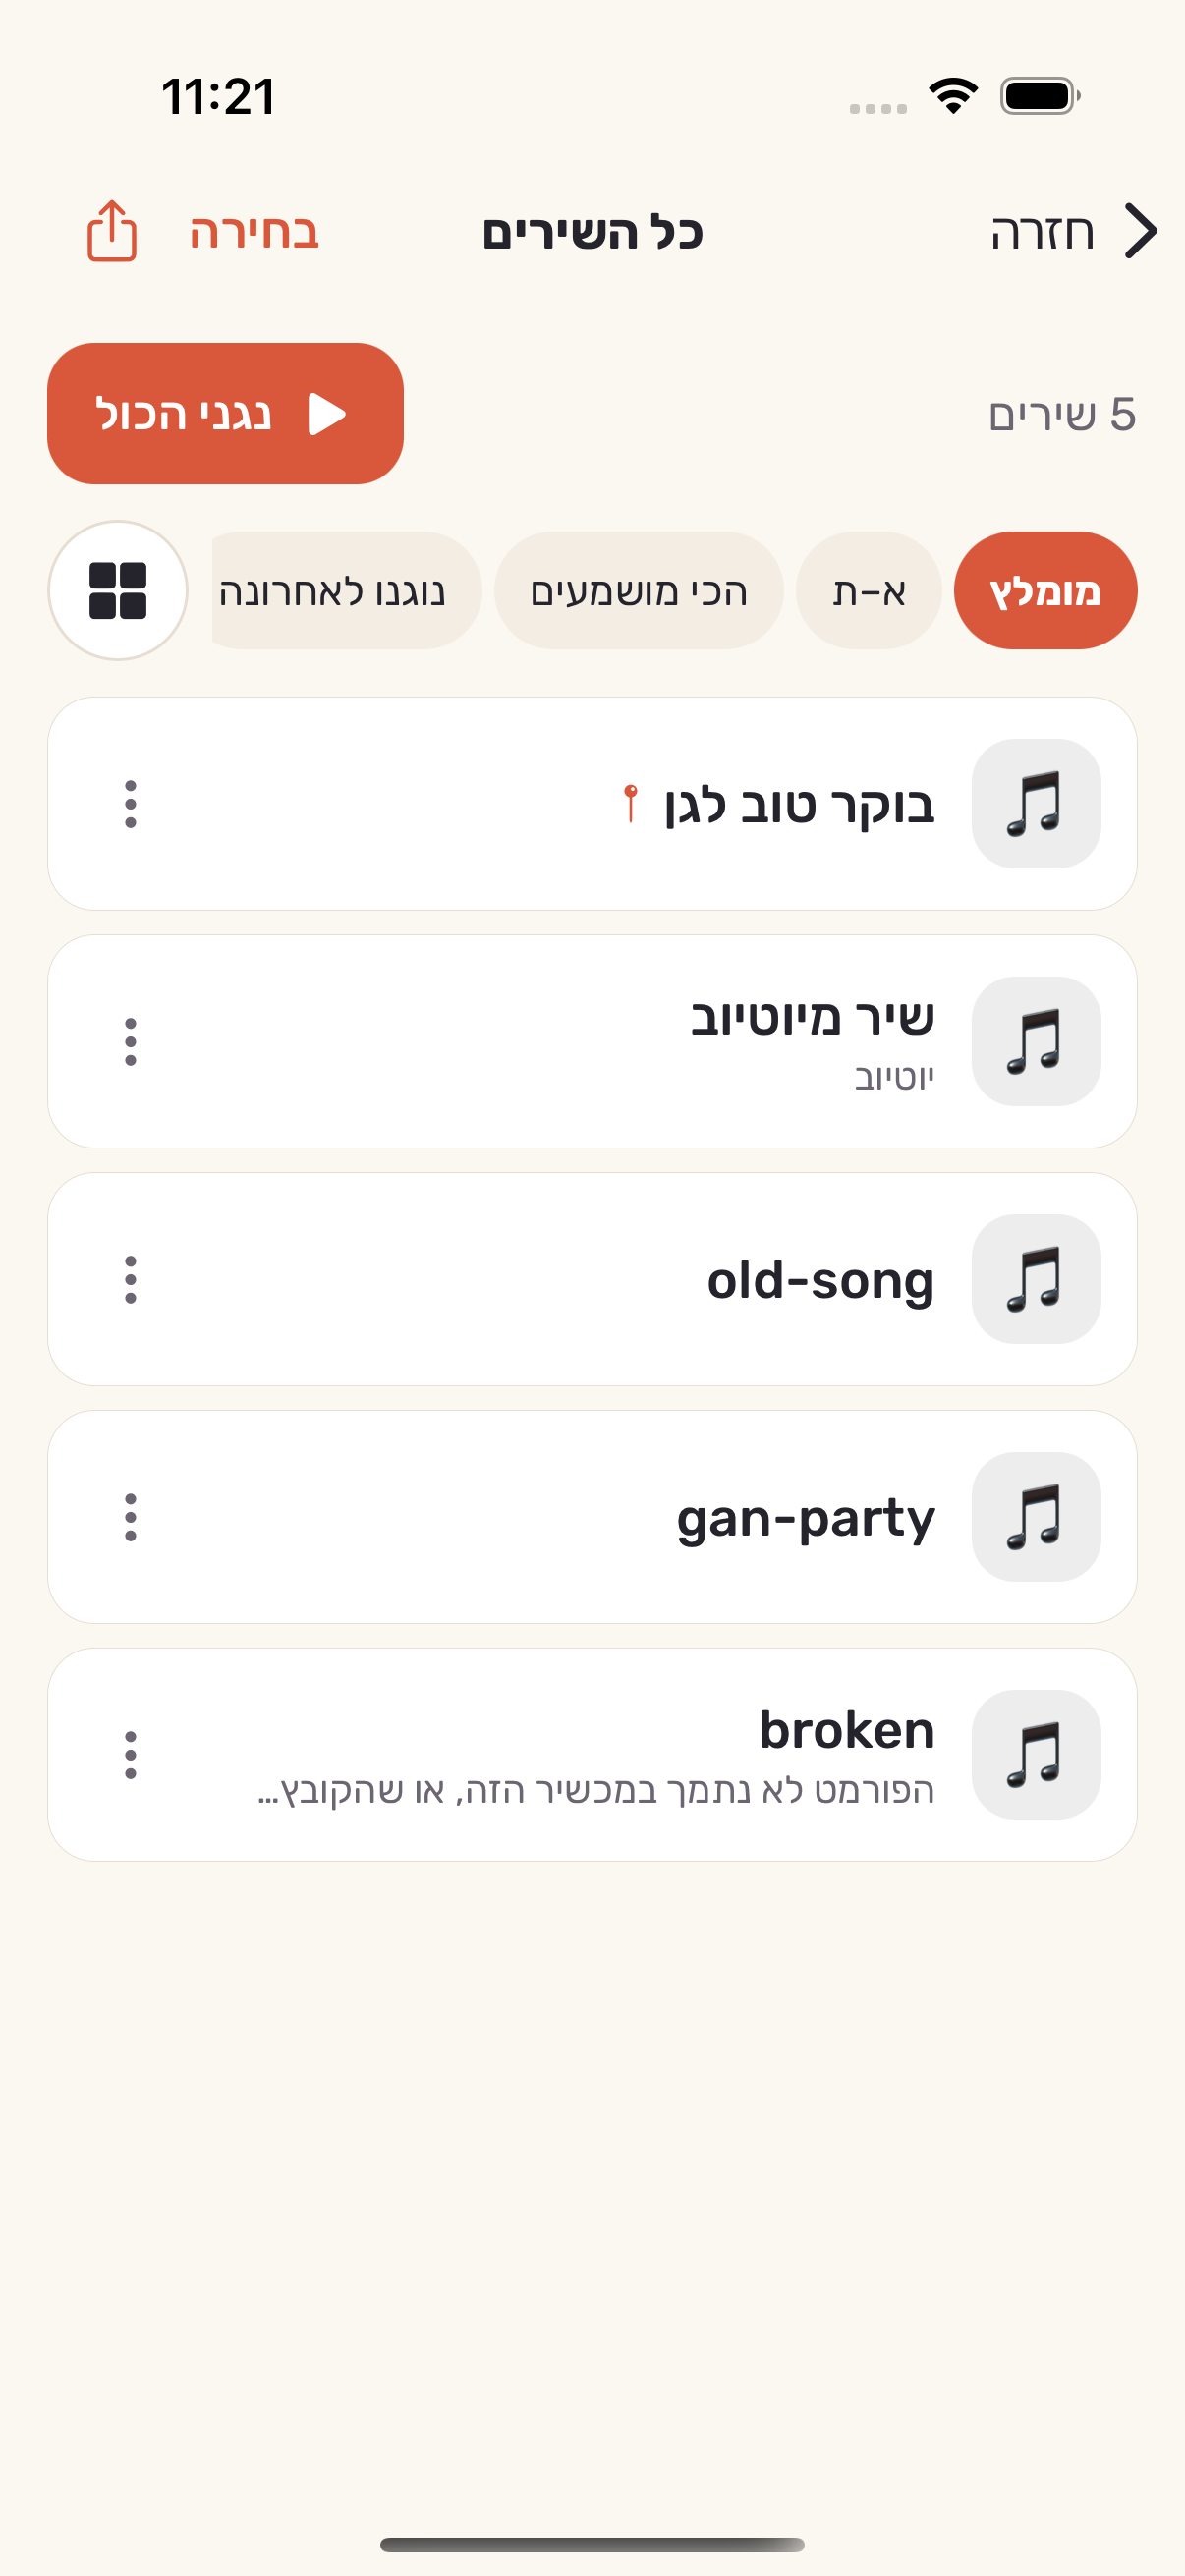 11:21
חזרה
כל השירים
בחירה
5 שירים
נגני הכול
מומלץ
א-ת
הכי מושמעים
נוגנו לאחרונה
בוקר טוב לגן
שיר מיוטיוב
יוטיוב
old-song
gan-party
broken
הפורמט לא נתמך במכשיר הזה, או שהקובץ...